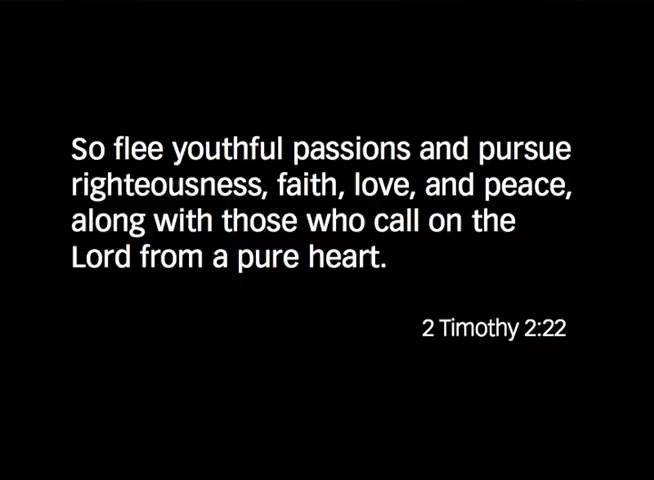 So flee youthful passions and pursue
righteousness, faith, love, and peace,
along with those who call on the
Lord from a pure heart.
2 Timothy 2:22